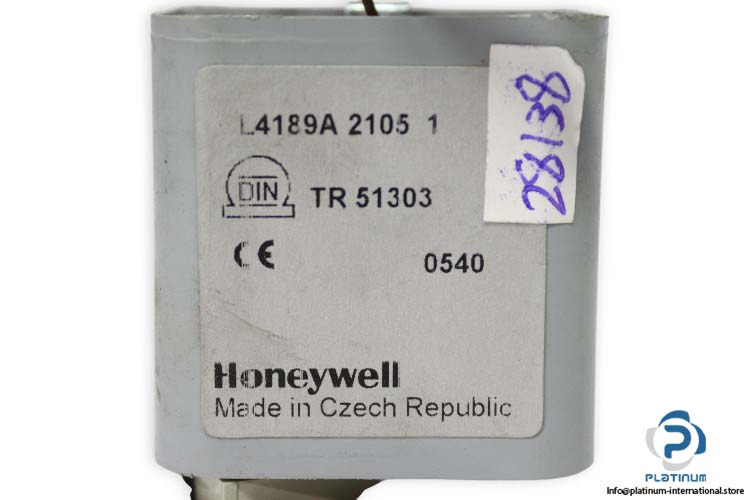 L4189A 2105 1
DIN TR 51303
CE 0540
Honeywell
Made in Czech Republic
28138
PLATINUM
Info@platinum-international.store